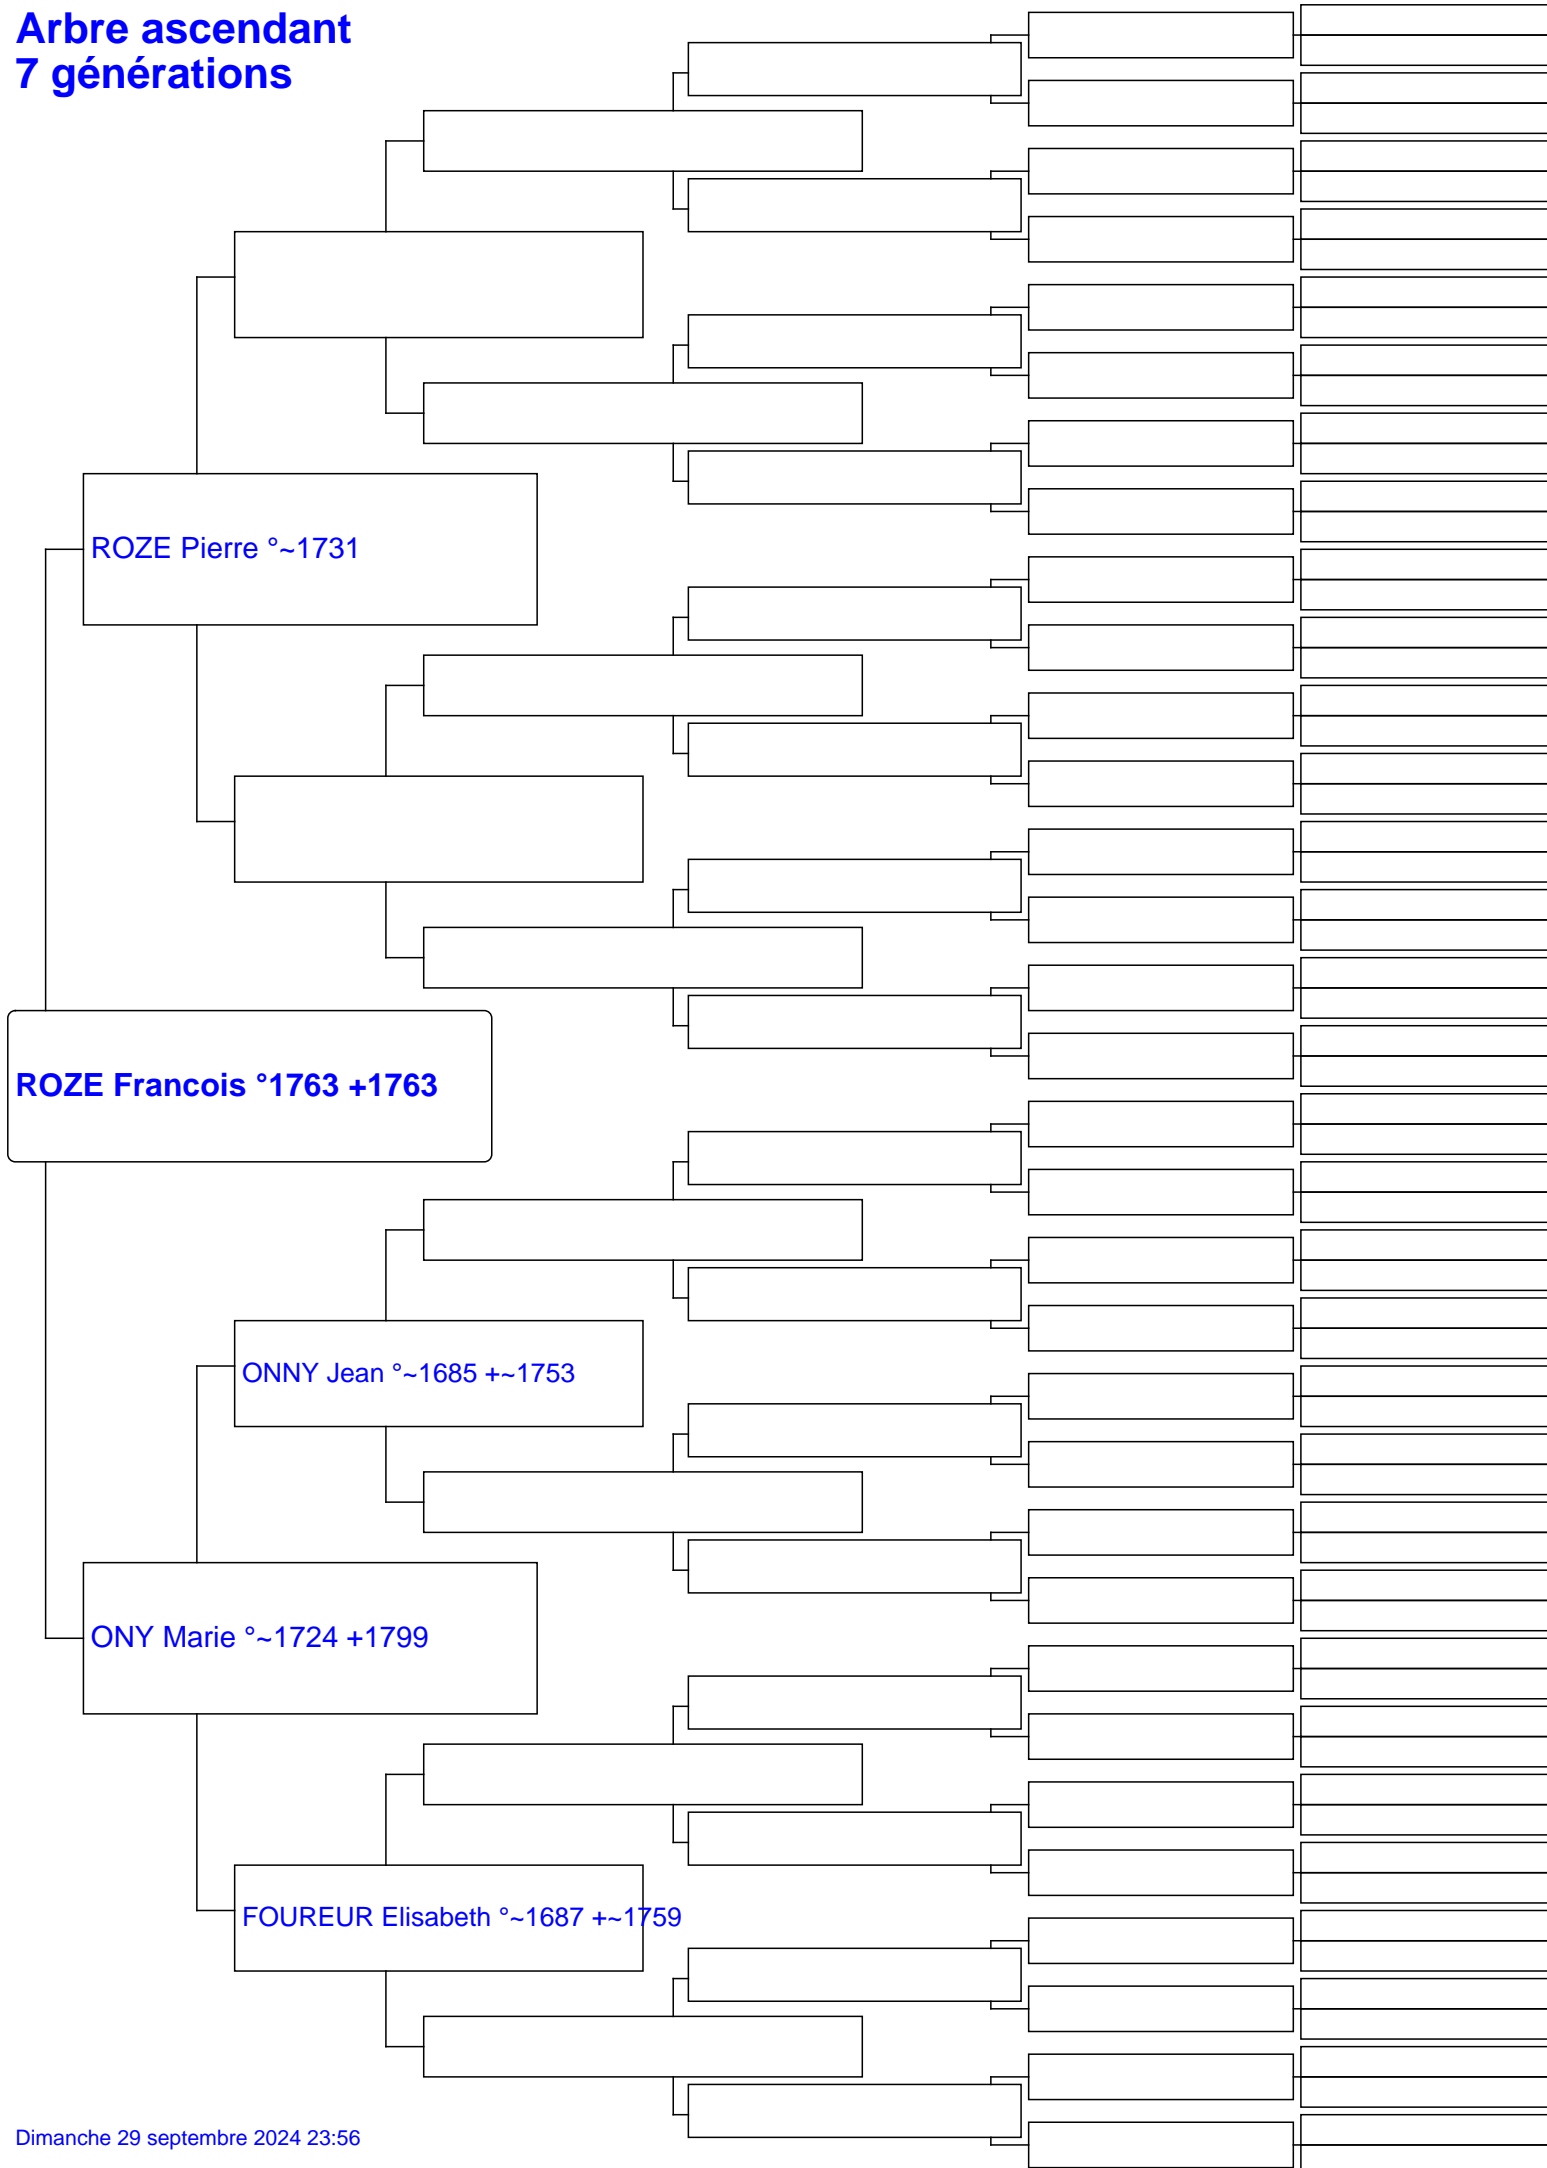 Arbre ascendant
7 générations
ROZE Pierre °~1731
ROZE Francois °1763 +1763
ONNY Jean °~1685 +~1753
ONY Marie °~1724 +1799
FOUREUR Elisabeth °~1687 +~1759
Dimanche 29 septembre 2024 23:56